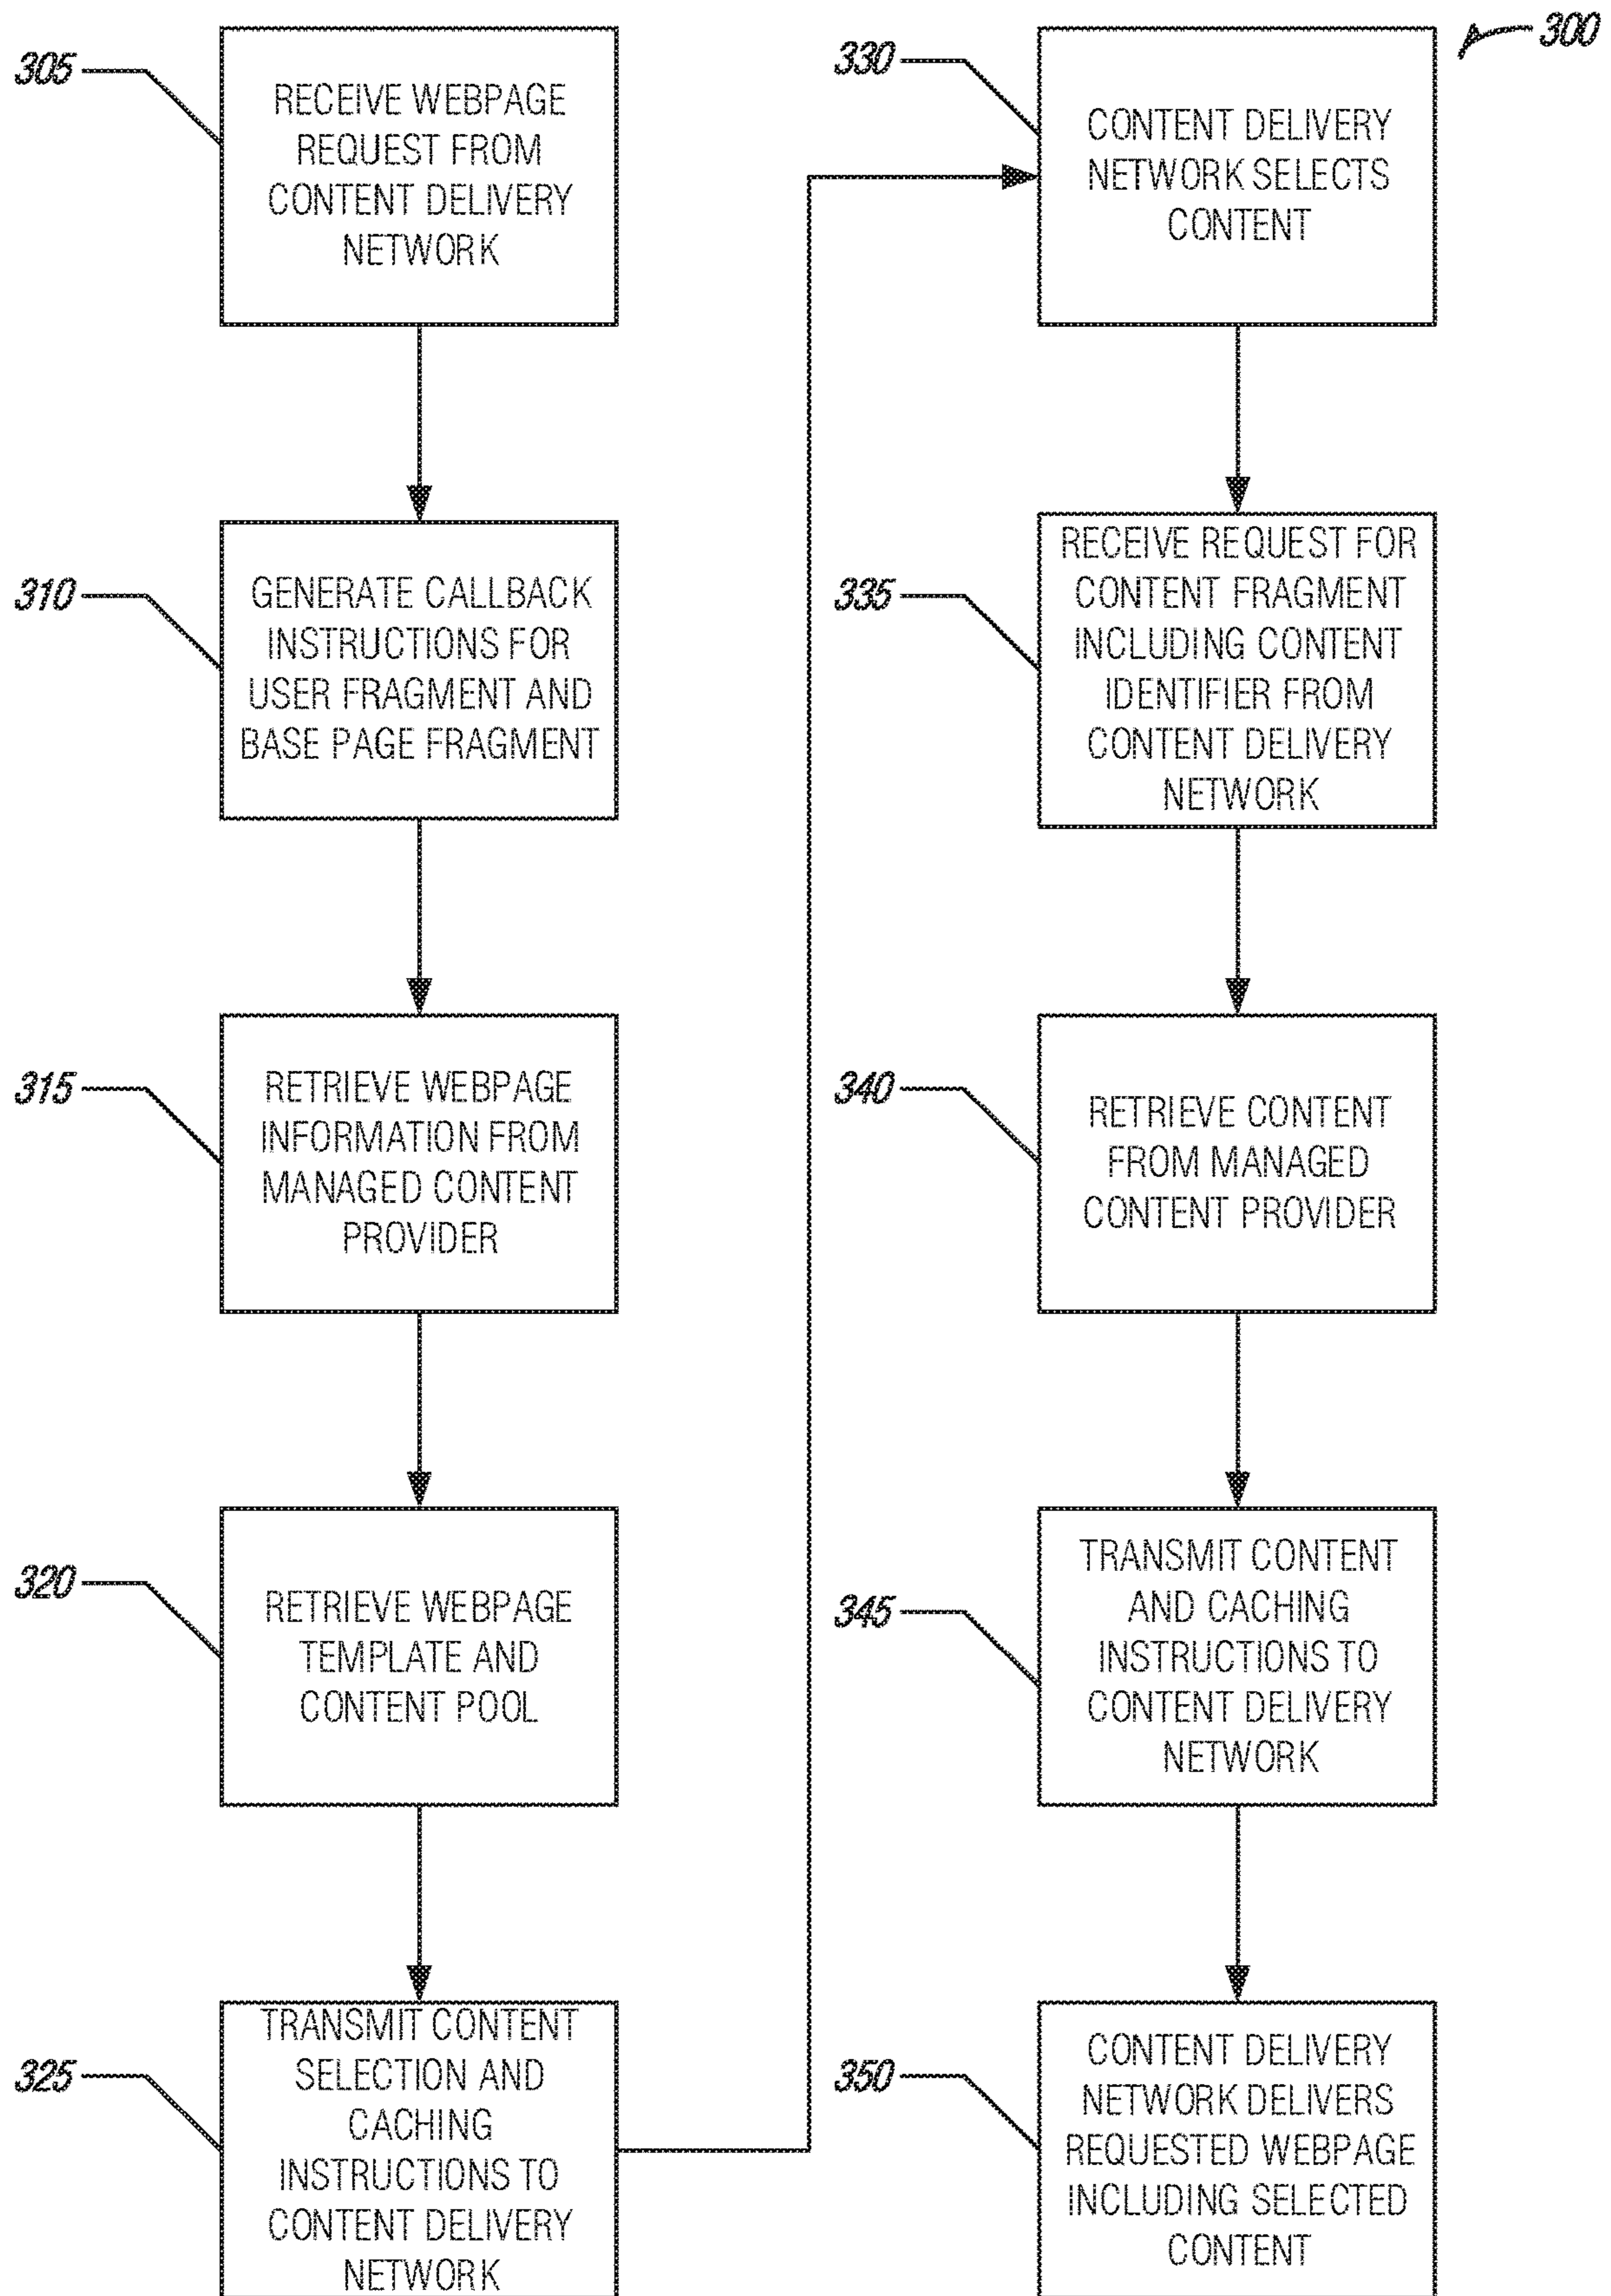 300
305
RECEIVE WEBPAGE
REQUEST FROM
CONTENT DELIVERY
NETWORK
310
GENERATE CALLBACK
INSTRUCTIONS FOR
USER FRAGMENT AND
BASE PAGE FRAGMENT
315
RETRIEVE WEBPAGE
INFORMATION FROM
MANAGED CONTENT
PROVIDER
320
RETRIEVE WEBPAGE
TEMPLATE AND
CONTENT POOL
325
TRANSMIT CONTENT
SELECTION AND
CACHING
INSTRUCTIONS TO
CONTENT DELIVERY
NETWORK
330
CONTENT DELIVERY
NETWORK SELECTS
CONTENT
335
RECEIVE REQUEST FOR
CONTENT FRAGMENT
INCLUDING CONTENT
IDENTIFIER FROM
CONTENT DELIVERY
NETWORK
340
RETRIEVE CONTENT
FROM MANAGED
CONTENT PROVIDER
345
TRANSMIT CONTENT
AND CACHING
INSTRUCTIONS TO
CONTENT DELIVERY
NETWORK
350
CONTENT DELIVERY
NETWORK DELIVERS
REQUESTED WEBPAGE
INCLUDING SELECTED
CONTENT